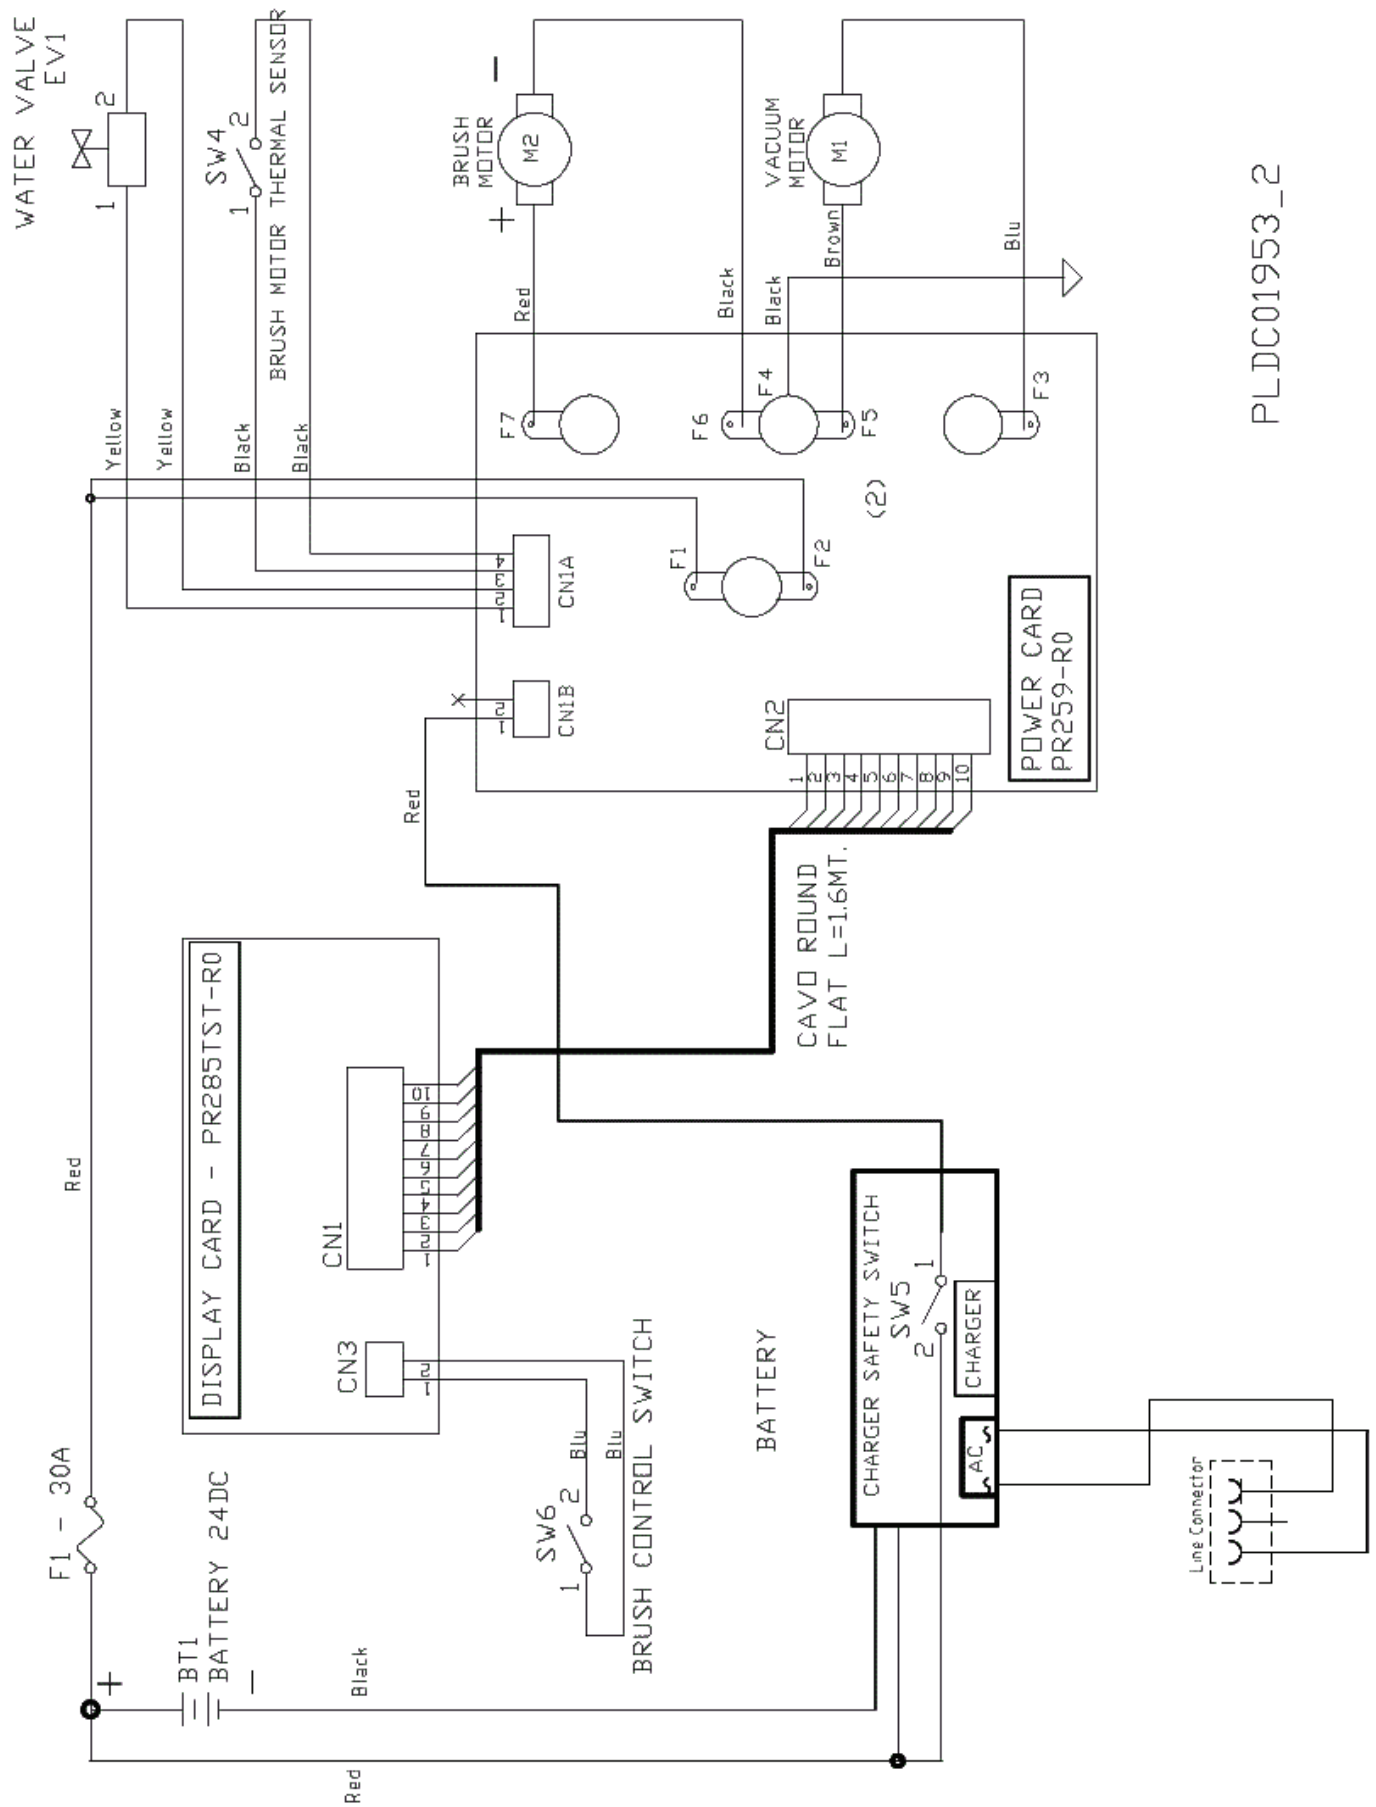 WATER VALVE
EV1
1
2
SW4
1
2
BRUSH MOTOR THERMAL SENSOR
Yellow
Yellow
Black
Black
BRUSH
MOTOR
M2
+
-
Red
Black
VACUUM
MOTOR
M1
Black
Brown
Blu
PLDC01953_2
F7
F6
F4
F5
F3
(2)
F1
F2
CN1A
1
2
3
4
CN1B
1
2
CN2
1
2
3
4
5
6
7
8
9
10
POWER CARD
PR259-R0
Red
CAVO ROUND
FLAT L=1.6MT.
Red
DISPLAY CARD - PR285TST-R0
CN1
1
2
3
4
5
6
7
8
9
10
CN3
1
2
Blu
Blu
SW6
1
2
BRUSH CONTROL SWITCH
BATTERY
CHARGER SAFETY SWITCH
SW5
2
1
CHARGER
AC
~
~
Line Connector
F1 - 30A
BT1
BATTERY 24DC
+
-
Black
Red